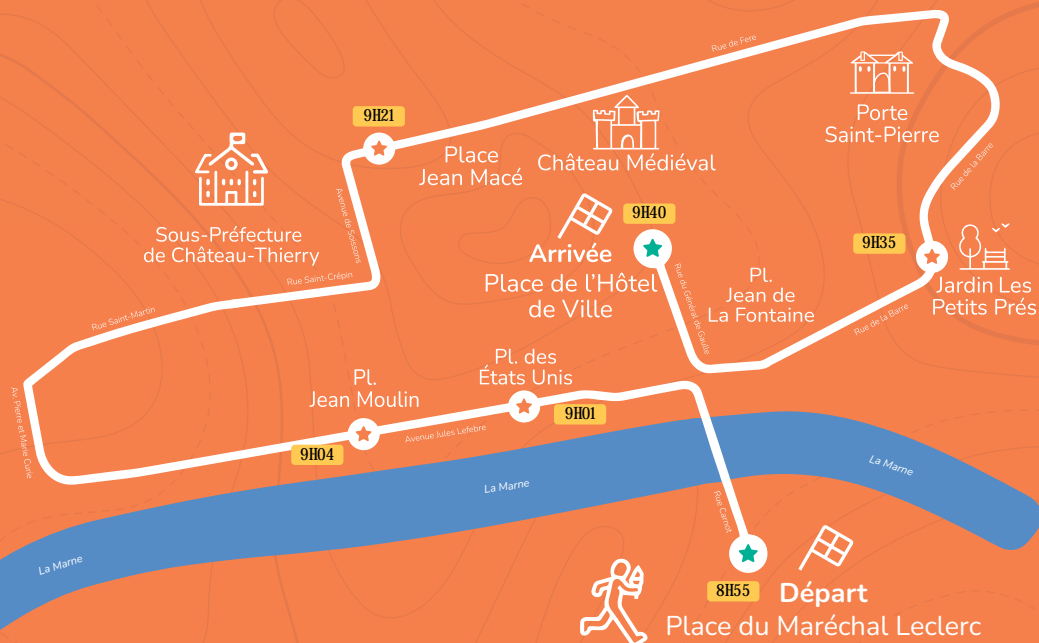 Rue de Fere
Porte
Saint-Pierre
9H21
Place
Jean Macé
Château Médiéval
Rue de la Barre
Avenue de Soissons
Sous-Préfecture
de Château-Thierry
9H40
9H35
Arrivée
Place de l’Hôtel
de Ville
Rue du Général de Gaulle
Pl.
Jean de
La Fontaine
Jardin Les
Petits Prés
Rue de la Barre
Rue Saint-Crépin
Rue Saint-Martin
Av. Pierre et Marie Curie
Pl.
Jean Moulin
Pl. des
États Unis
9H01
9H04
Avenue Jules Lefebre
La Marne
La Marne
La Marne
Rue Carnot
8H55
Départ
Place du Maréchal Leclerc